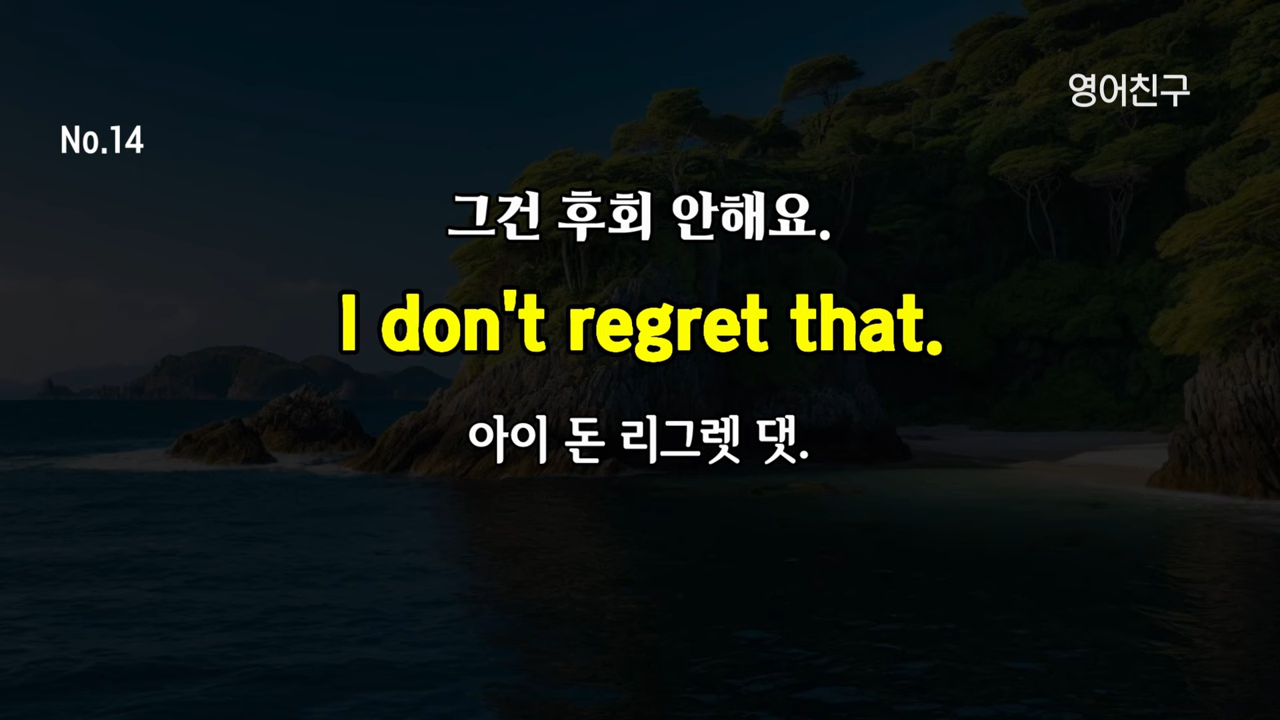 영어친구
No.14
그건 후회 안해요.
I don't regret that.
아이 돈 리그렛 댓.